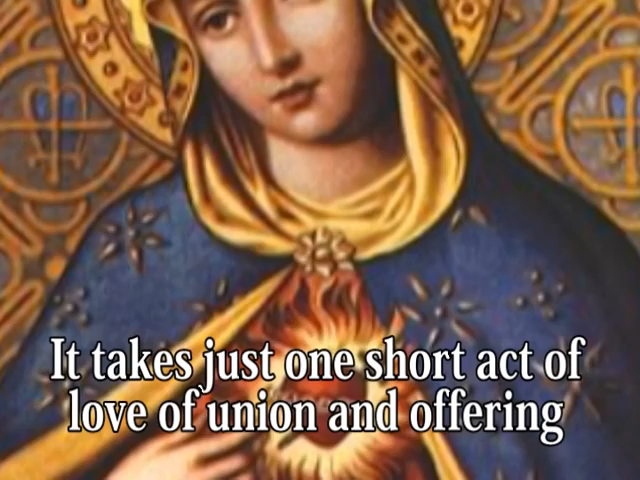 It takes just one short act of
love of union and offering